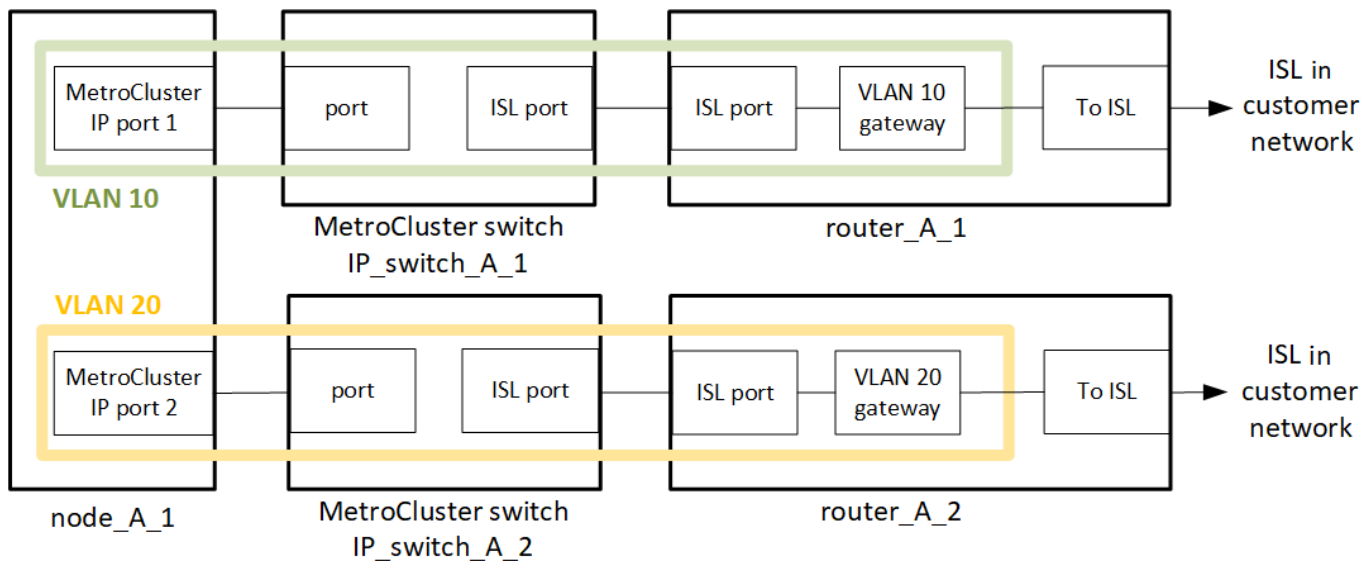 MetroCluster
IP port 1
port
ISL port
ISL port
VLAN 10
gateway
To ISL
ISL in
customer
network
VLAN 10
MetroCluster switch
IP_switch_A_1
router_A_1
VLAN 20
MetroCluster
IP port 2
port
ISL port
ISL port
VLAN 20
gateway
To ISL
ISL in
customer
network
node_A_1
MetroCluster switch
IP_switch_A_2
router_A_2